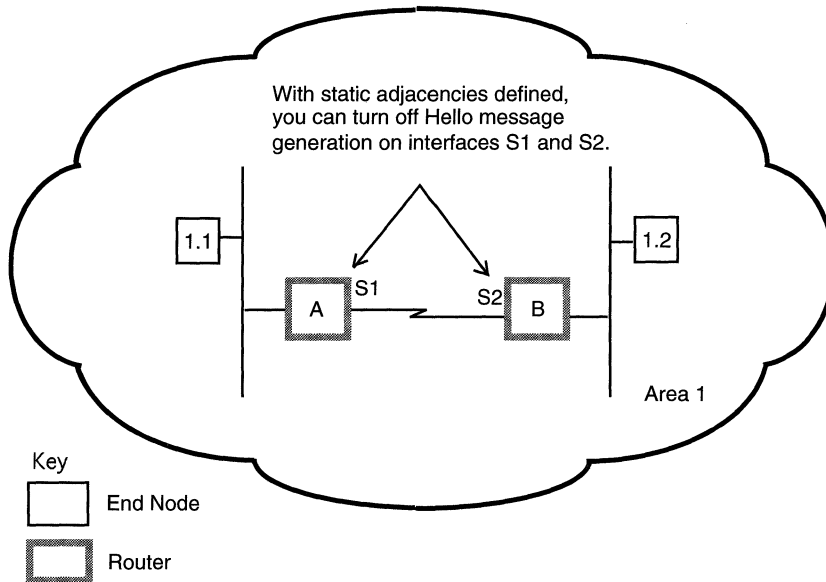 With static adjacencies defined,
you can turn off Hello message
generation on interfaces S1 and S2.
1.1
1.2
S1
S2
A
B
Area 1
Key
End Node
Router